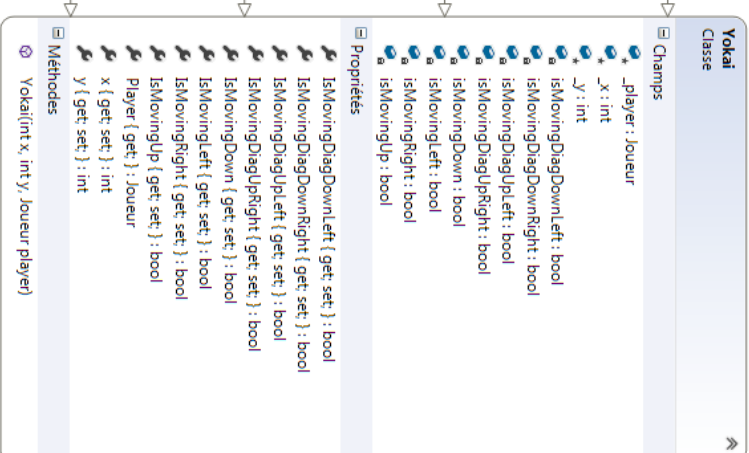 Yokai
Classe
Champs
_player : Joueur
_x : int
_y : int
isMovingDiagDownLeft : bool
isMovingDiagDownRight : bool
isMovingDiagUpLeft : bool
isMovingDiagUpRight : bool
isMovingDown : bool
isMovingLeft : bool
isMovingRight : bool
isMovingUp : bool
Propriétés
IsMovingDiagDownLeft { get; set; } : bool
IsMovingDiagDownRight { get; set; } : bool
IsMovingDiagUpLeft { get; set; } : bool
IsMovingDiagUpRight { get; set; } : bool
IsMovingDown { get; set; } : bool
IsMovingLeft { get; set; } : bool
IsMovingRight { get; set; } : bool
IsMovingUp { get; set; } : bool
Player { get; } : Joueur
x { get; set; } : int
y { get; set; } : int
Méthodes
Yokai(int x, int y, Joueur player)